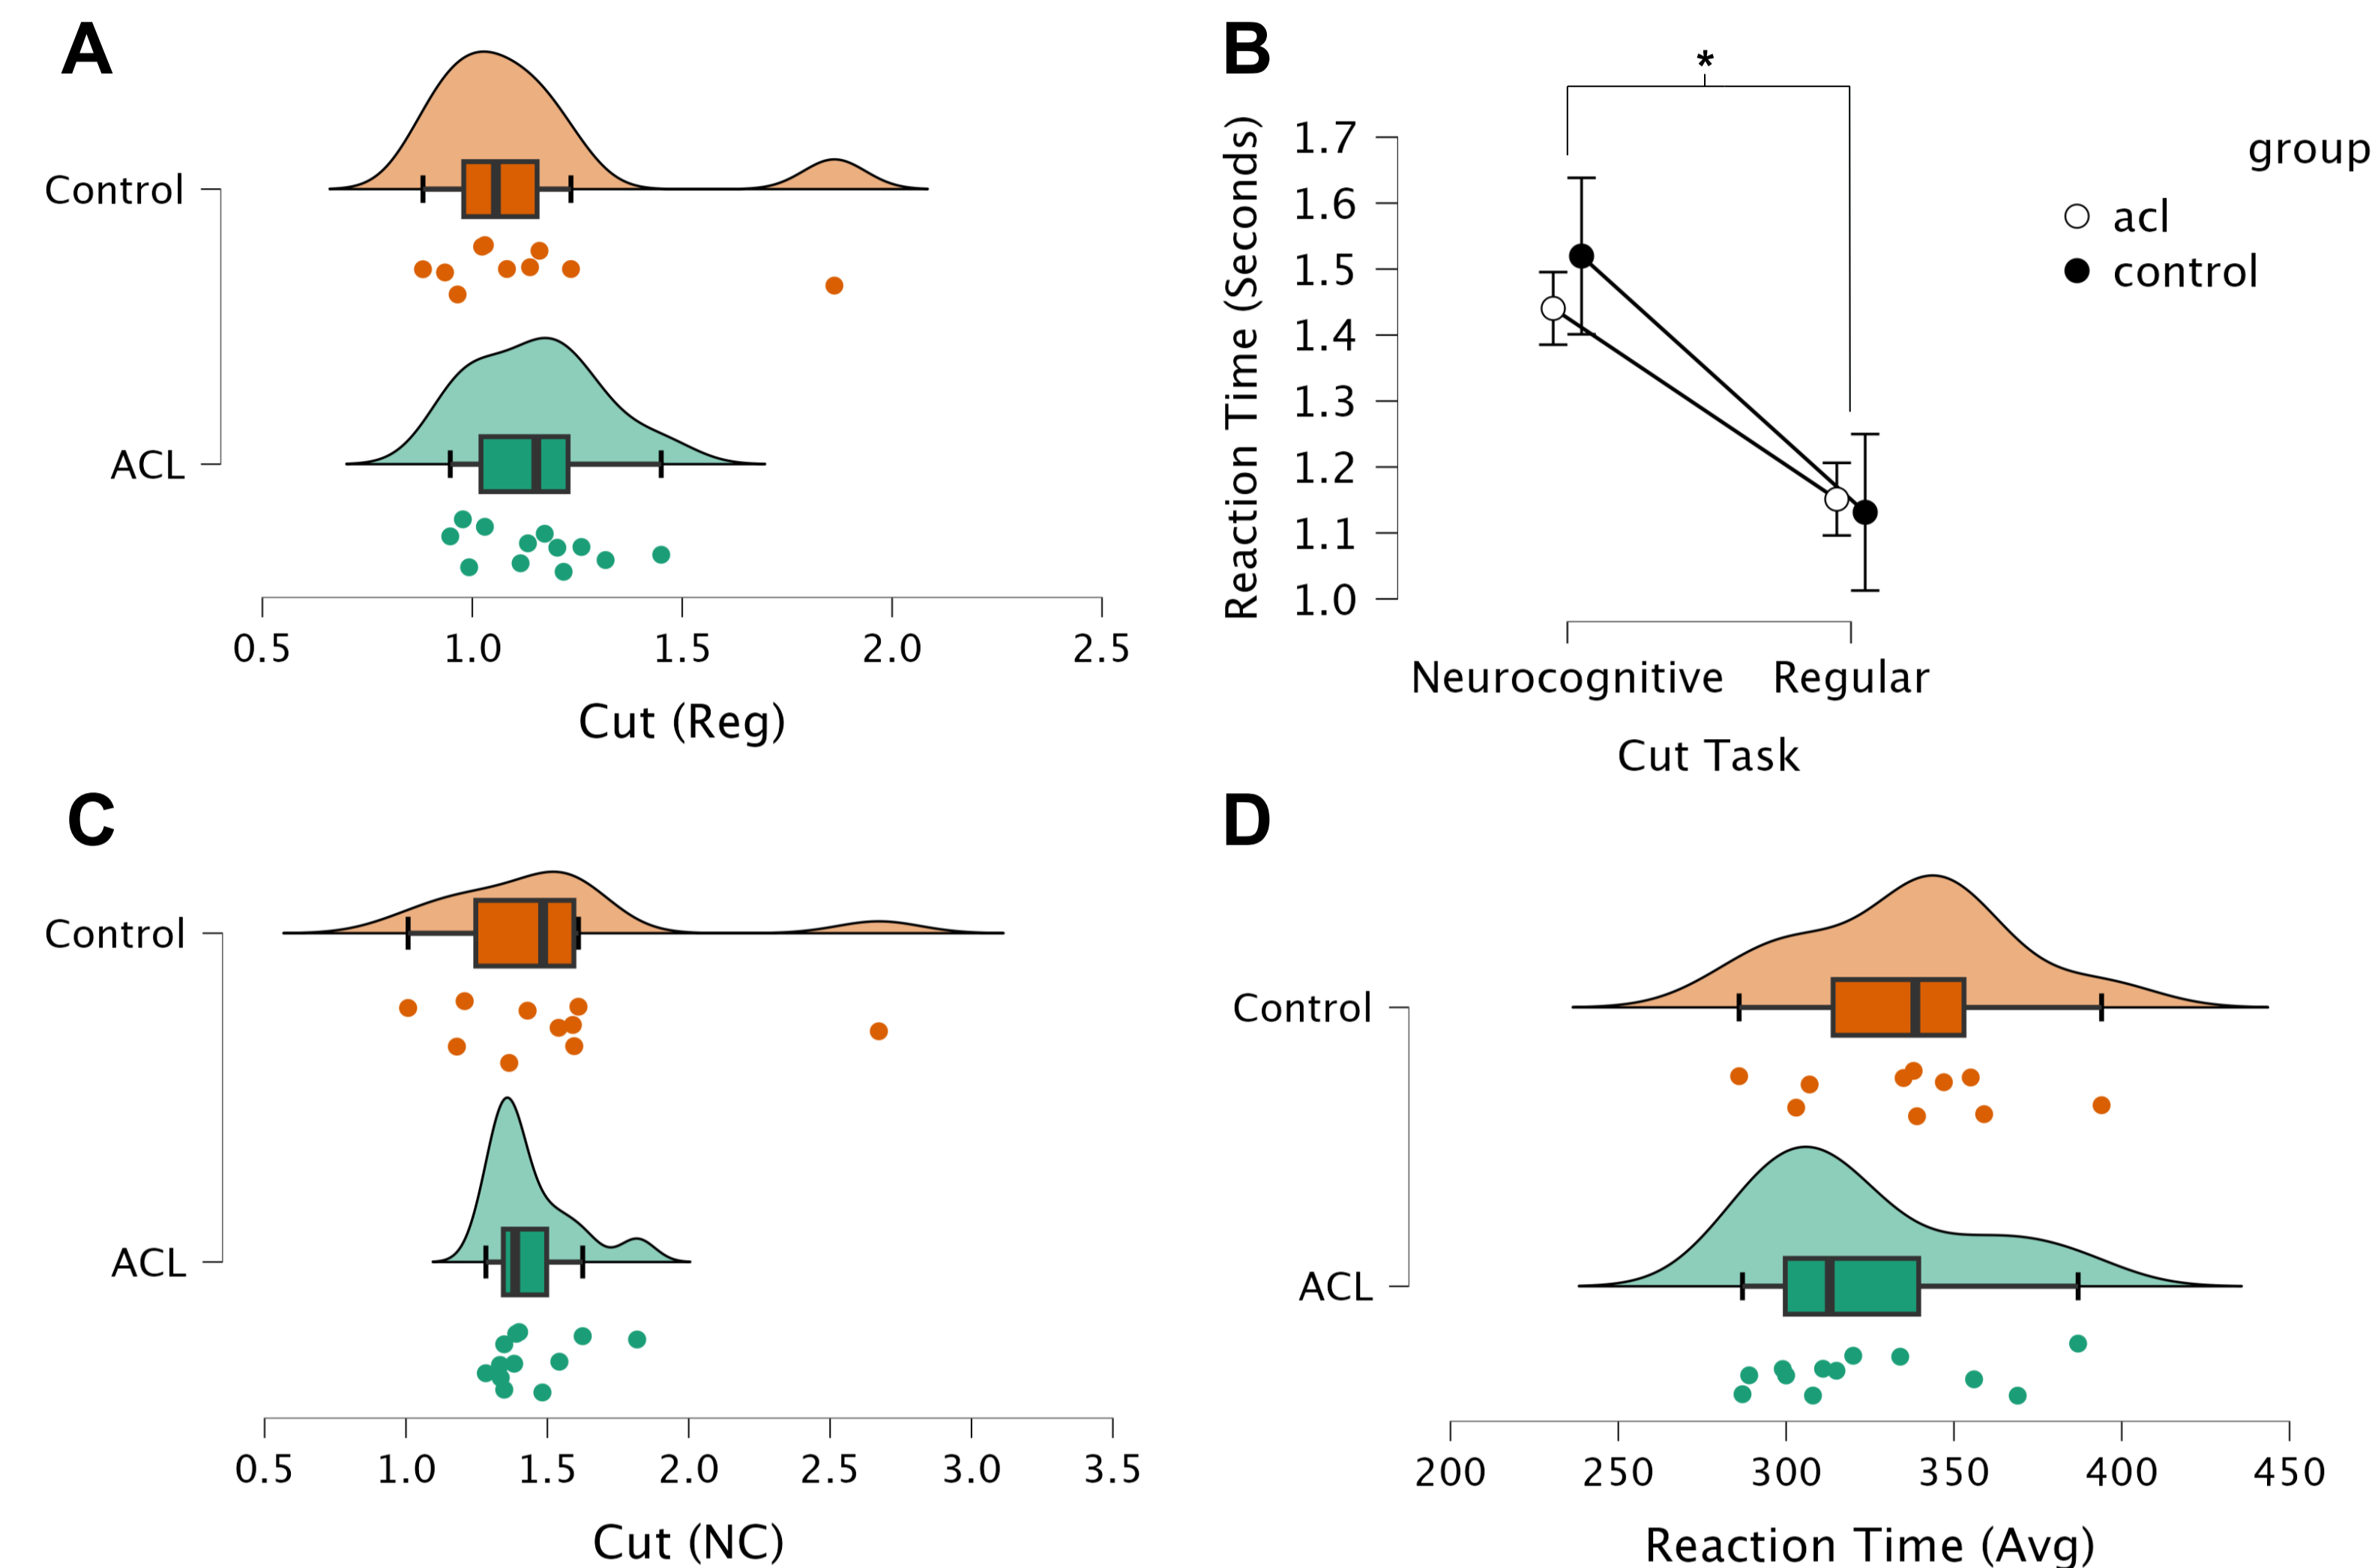 A
Control
ACL
0.5 1.0 1.5 2.0 2.5
Cut (Reg)
B
*
Reaction Time (Seconds)
1.7
1.6
1.5
1.4
1.3
1.2
1.1
1.0
Neurocognitive Regular
Cut Task
group
acl
control
C
Control
ACL
0.5 1.0 1.5 2.0 2.5 3.0 3.5
Cut (NC)
D
Control
ACL
200 250 300 350 400 450
Reaction Time (Avg)